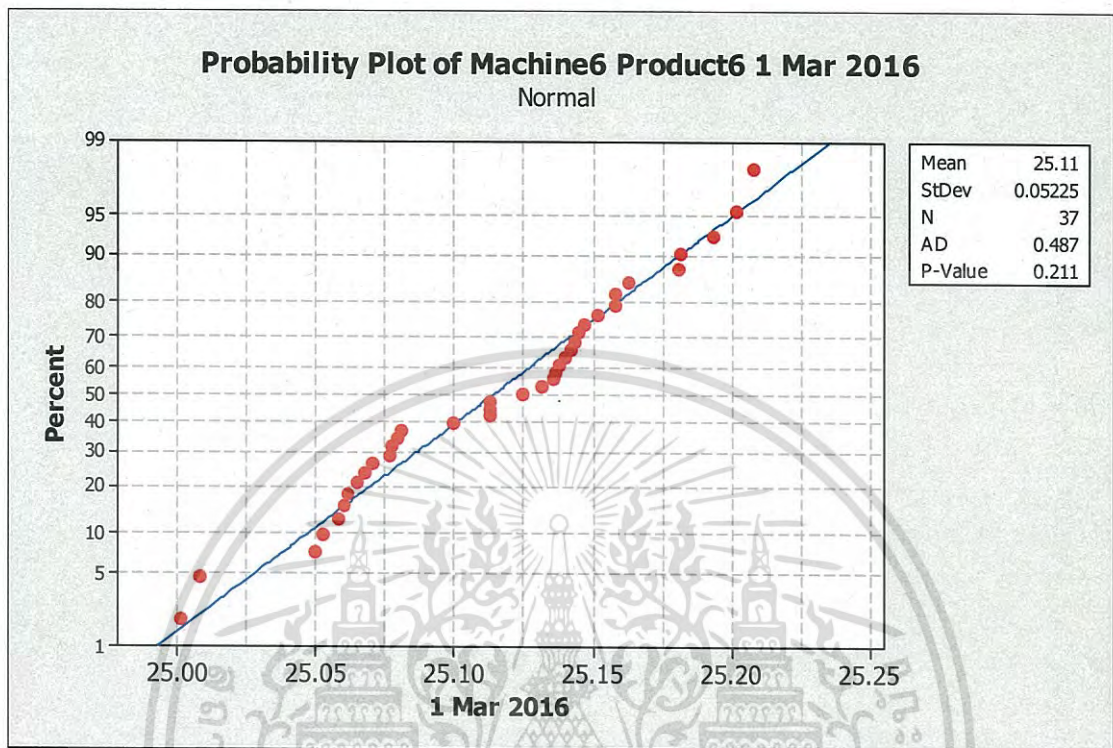 Probability Plot of Machine6 Product6 1 Mar 2016
Normal
99
95
90
80
70
60
50
40
30
20
10
5
1
Percent
25.00 25.05 25.10 25.15 25.20 25.25
1 Mar 2016
Mean 25.11
StDev 0.05225
N 37
AD 0.487
P-Value 0.211